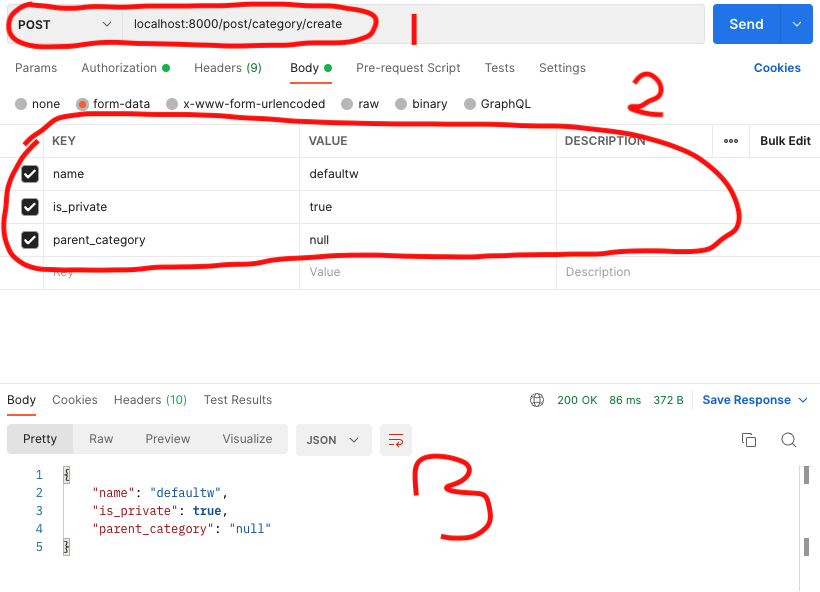 POST localhost:8000/post/category/create Send
1
Params Authorization Headers (9) Body Pre-request Script Tests Settings Cookies
none form-data x-www-form-urlencoded raw binary GraphQL
2
KEY VALUE DESCRIPTION ooo Bulk Edit
name defaultw
is_private true
parent_category null
Key Value Description
Body Cookies Headers (10) Test Results 200 OK 86 ms 372 B Save Response
Pretty Raw Preview Visualize JSON
3
1 {
2 "name": "defaultw",
3 "is_private": true,
4 "parent_category": "null"
5 }